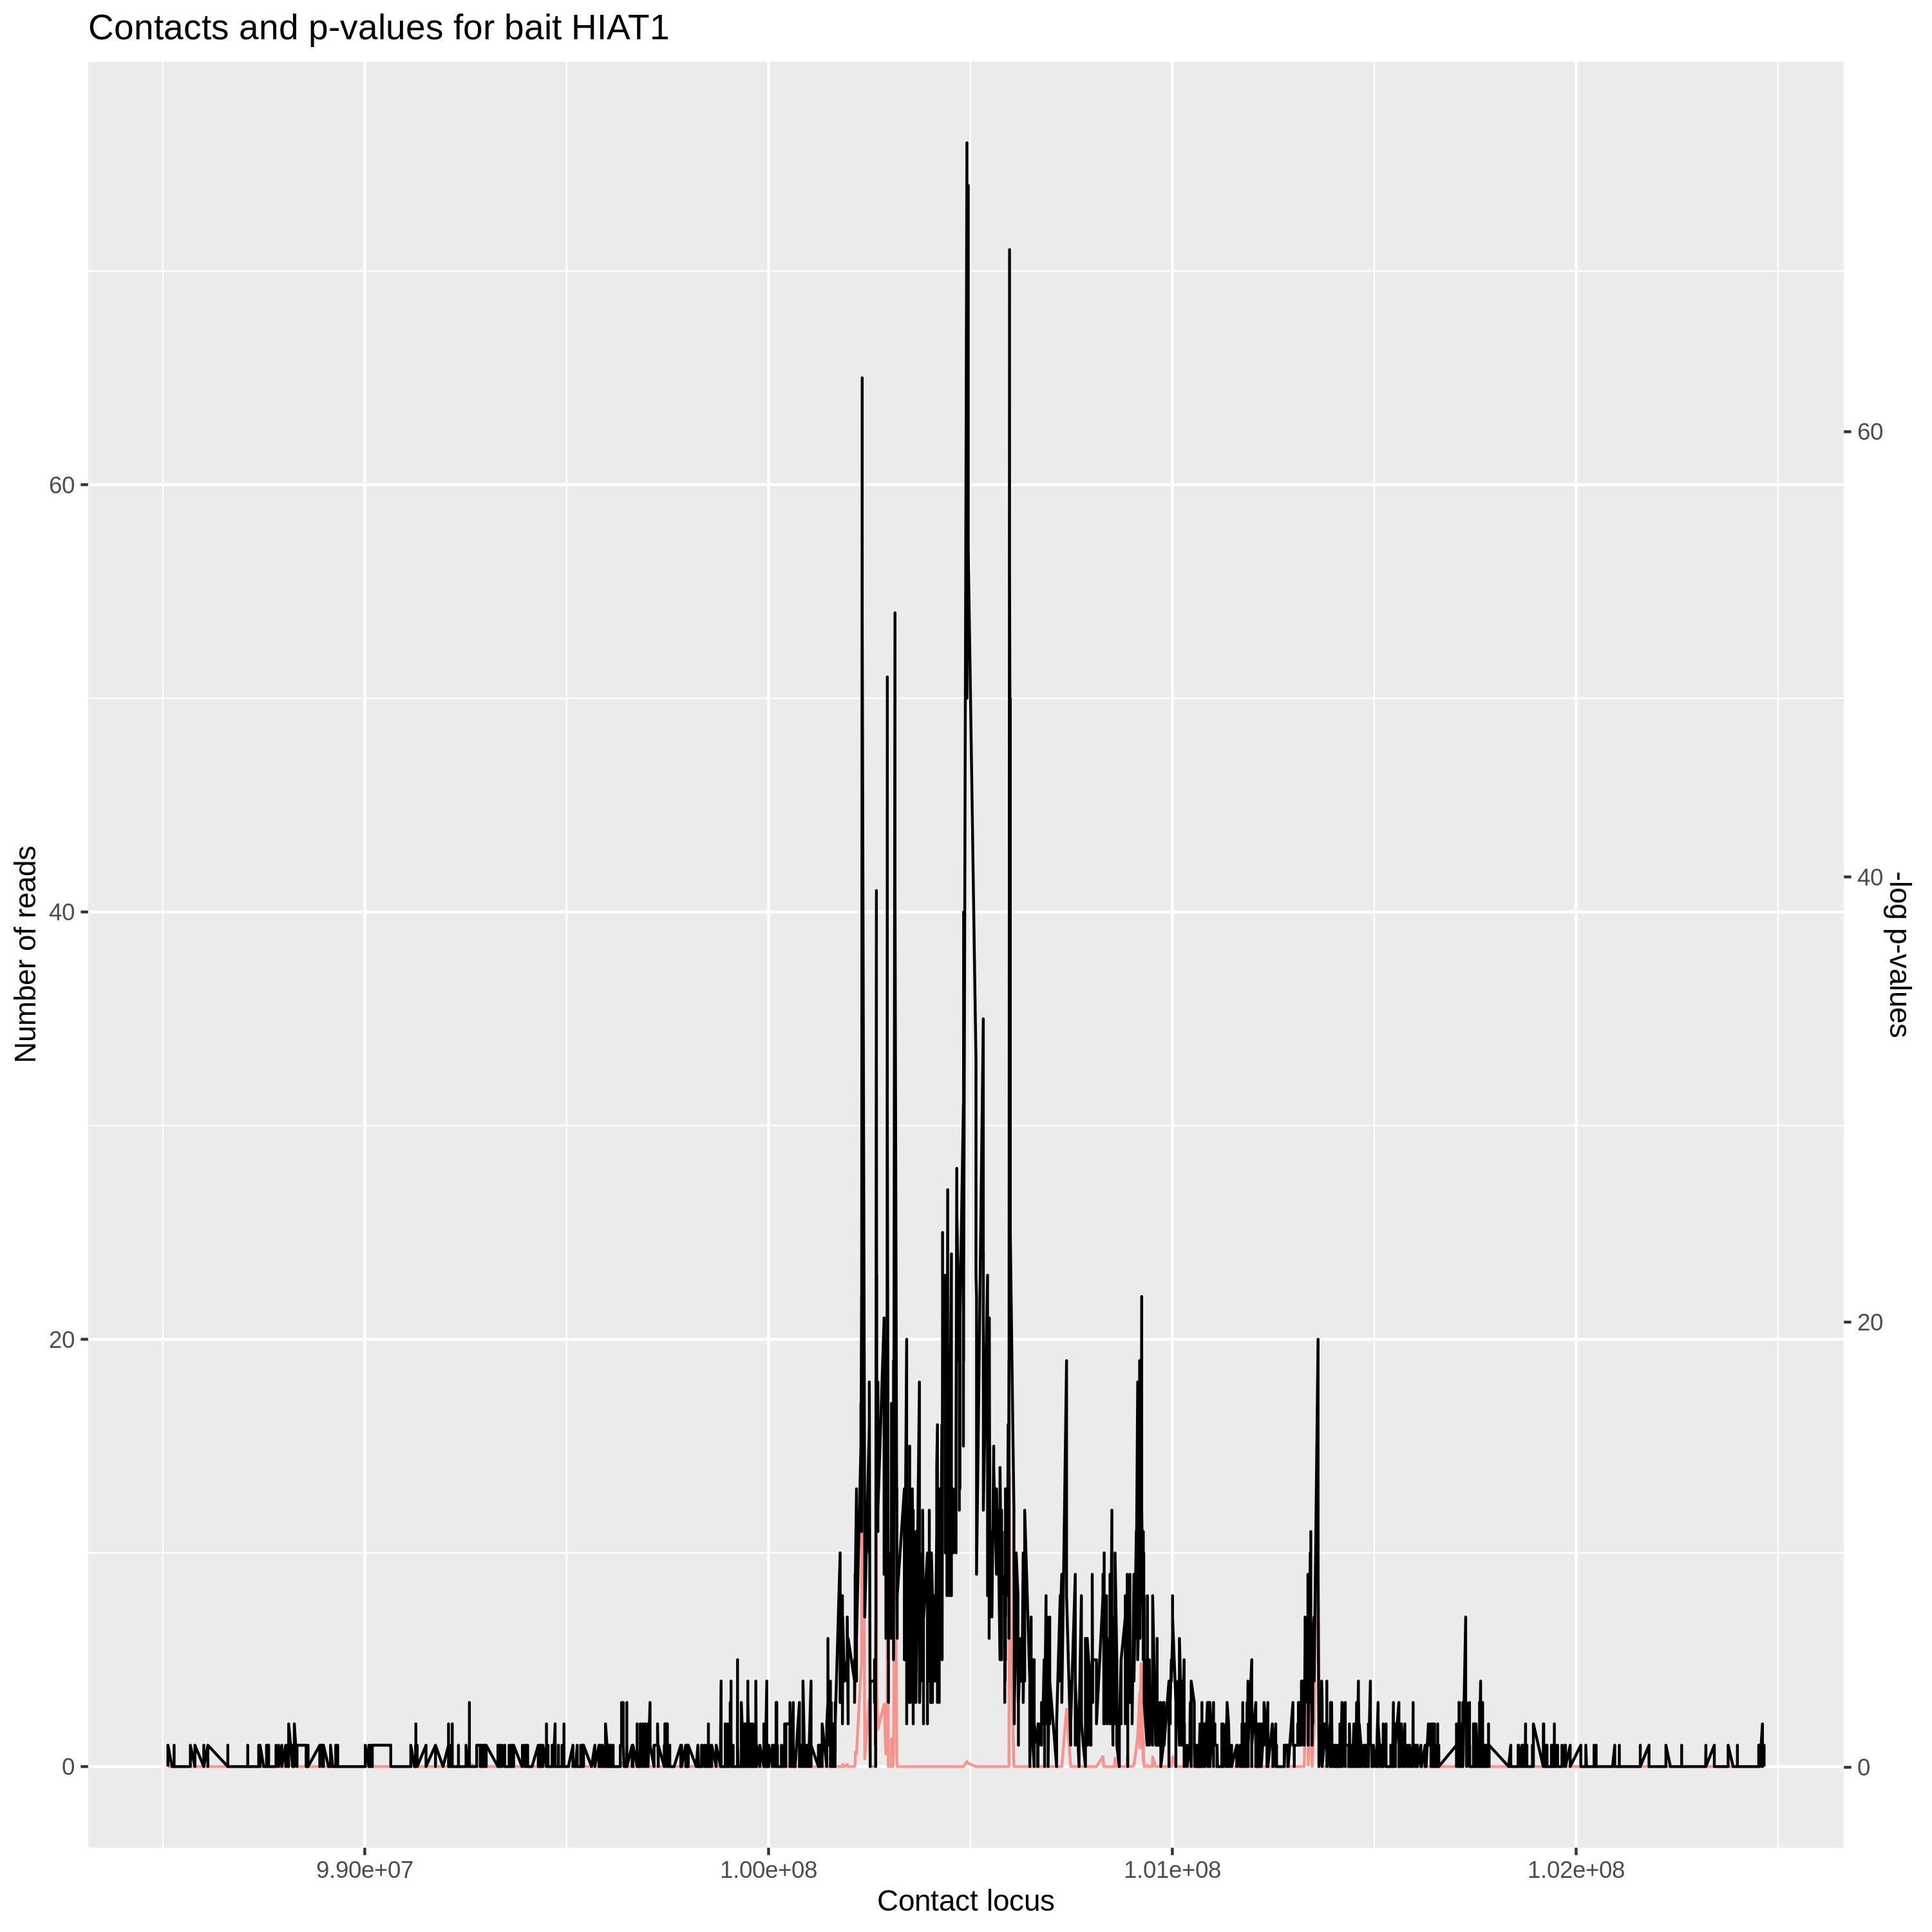 Contacts and p-values for bait HIAT1
Number of reads
60
40
20
0
60
40
20
0
-log p-values
9.90e+07
1.00e+08
1.01e+08
1.02e+08
Contact locus